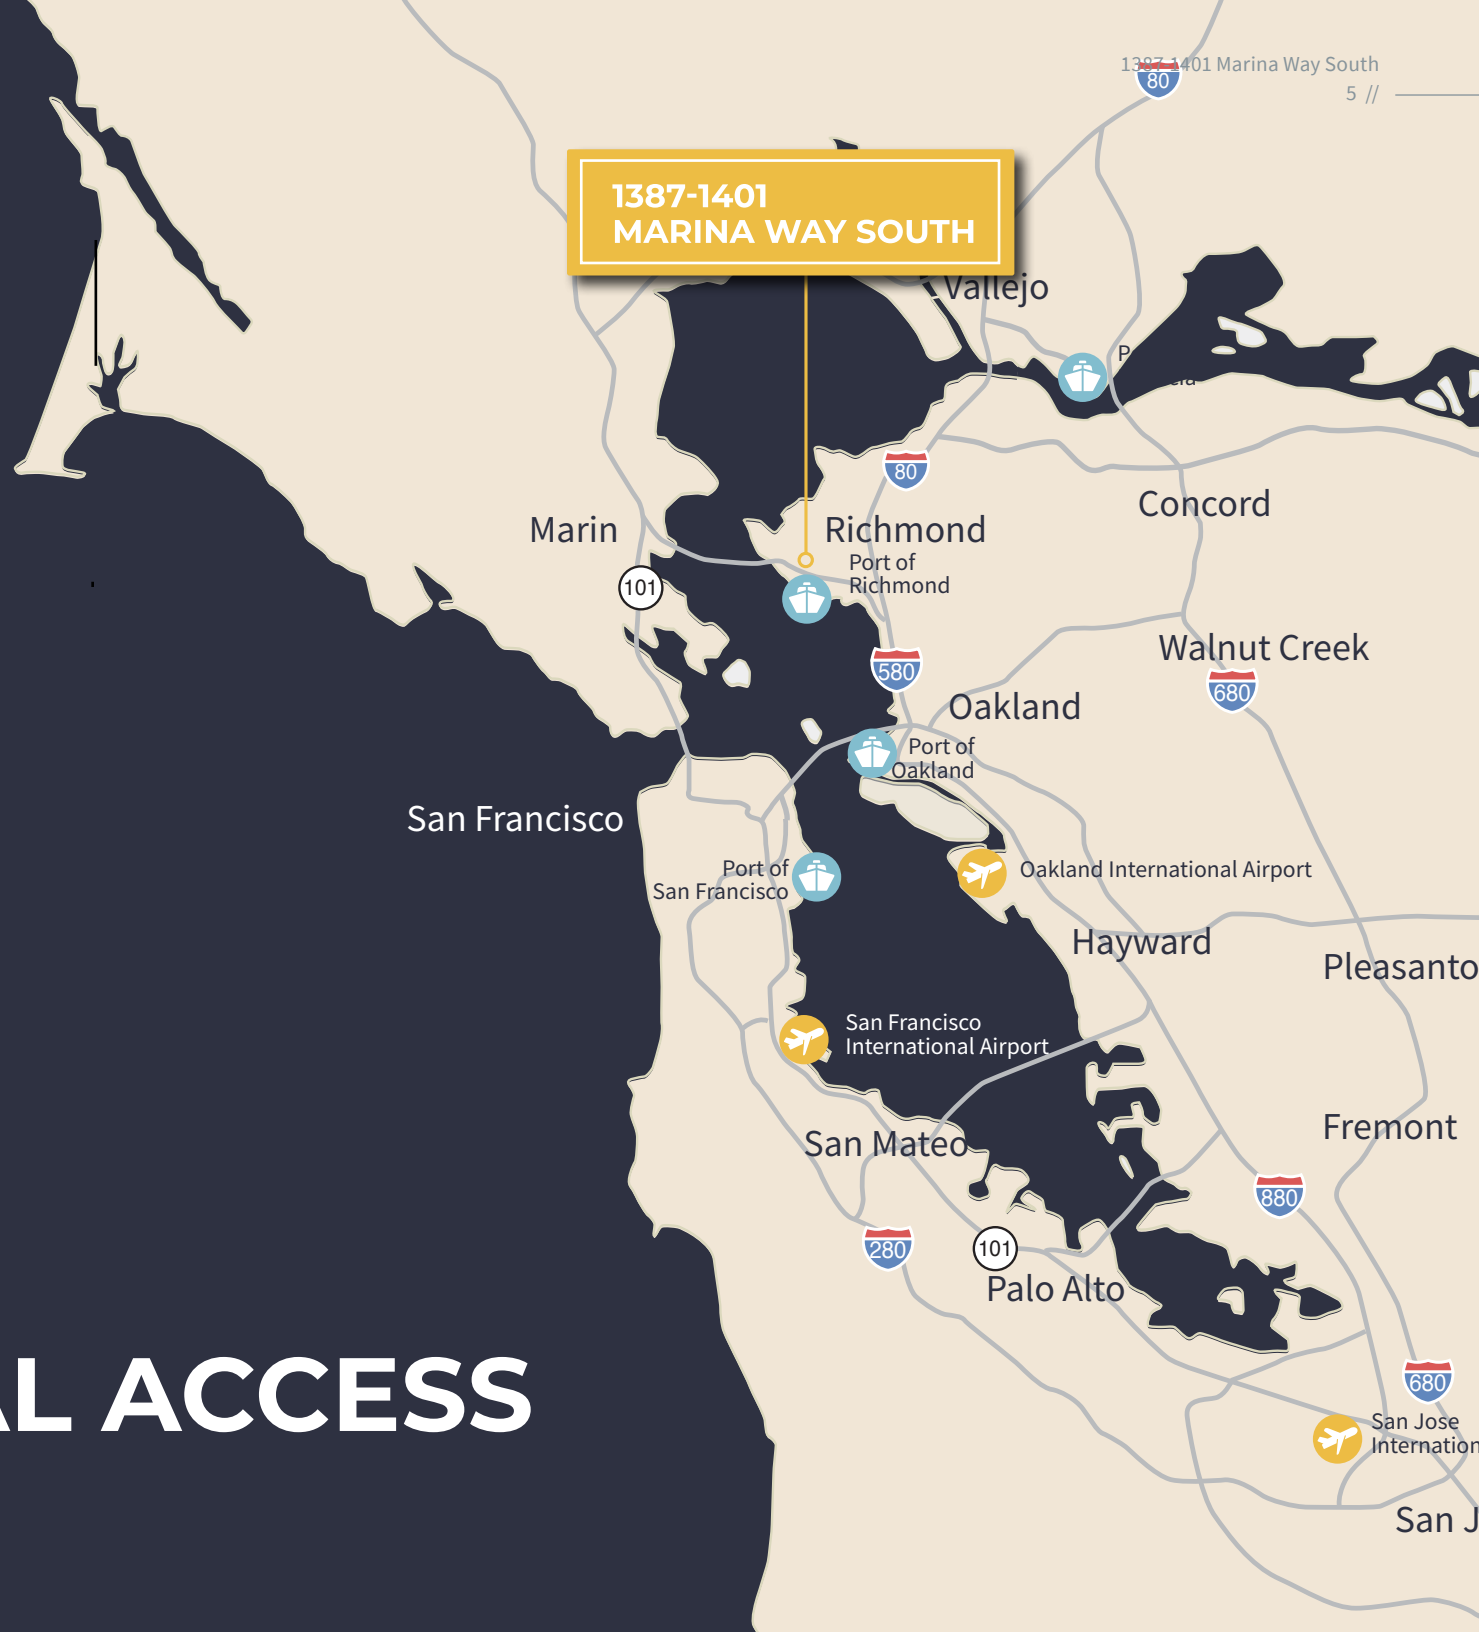 1387-1401 Marina Way South
5 //
80
1387-1401
MARINA WAY SOUTH
Vallejo
80
Concord
Marin
Richmond
Port of
Richmond
101
580
Walnut Creek
680
Oakland
Port of
Oakland
San Francisco
Port of
San Francisco
Oakland International Airport
Hayward
San Francisco
International Airport
Fremont
San Mateo
880
280
101
Palo Alto
680
ACCESS
San Jose
San